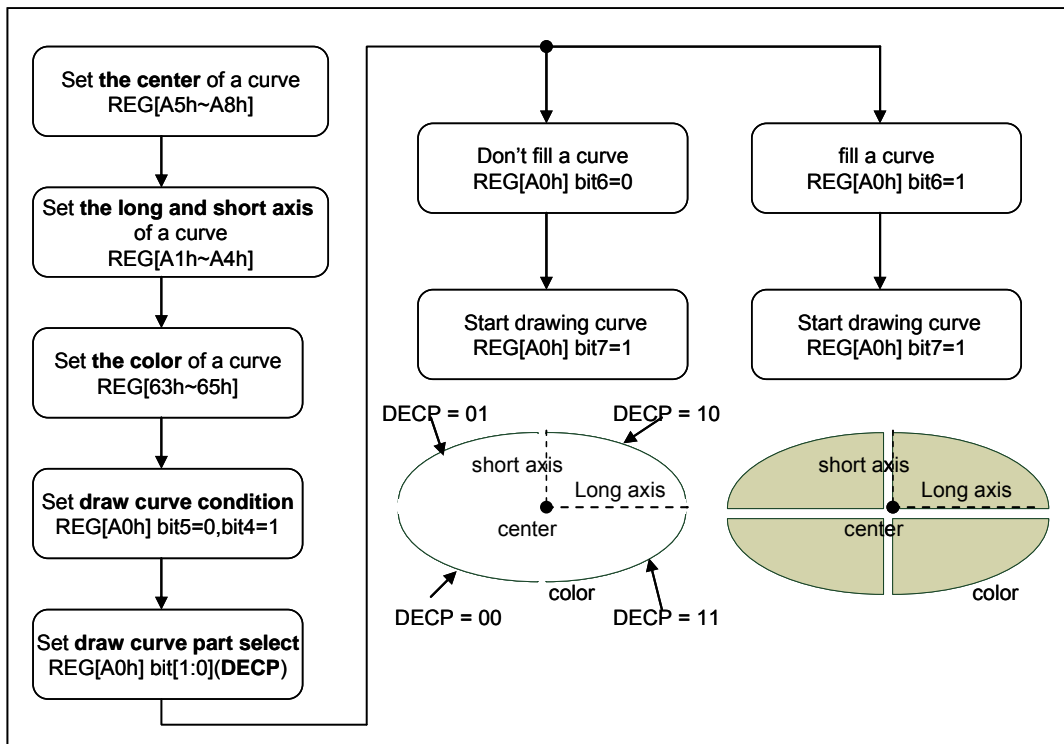 Set the center of a curve
REG[A5h~A8h]
Set the long and short axis
of a curve
REG[A1h~A4h]
Set the color of a curve
REG[63h~65h]
Set draw curve condition
REG[A0h] bit5=0,bit4=1
Set draw curve part select
REG[A0h] bit[1:0](DECP)
Don't fill a curve
REG[A0h] bit6=0
Start drawing curve
REG[A0h] bit7=1
fill a curve
REG[A0h] bit6=1
Start drawing curve
REG[A0h] bit7=1
DECP = 01
DECP = 10
short axis
Long axis
center
color
DECP = 00
DECP = 11
short axis
Long axis
center
color